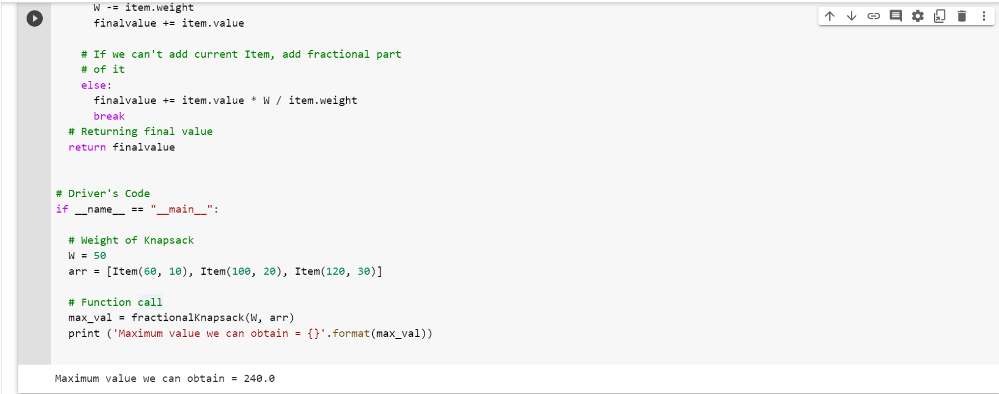 W -= item.weight
finalvalue += item.value
# If we can't add current Item, add fractional part
# of it
else:
finalvalue += item.value * W / item.weight
break
# Returning final value
return finalvalue
# Driver's Code
if __name__ == "__main__":
# Weight of Knapsack
W = 50
arr = [Item(60, 10), Item(100, 20), Item(120, 30)]
# Function call
max_val = fractionalKnapsack(W, arr)
print ('Maximum value we can obtain = {}'.format(max_val))
Maximum value we can obtain = 240.0